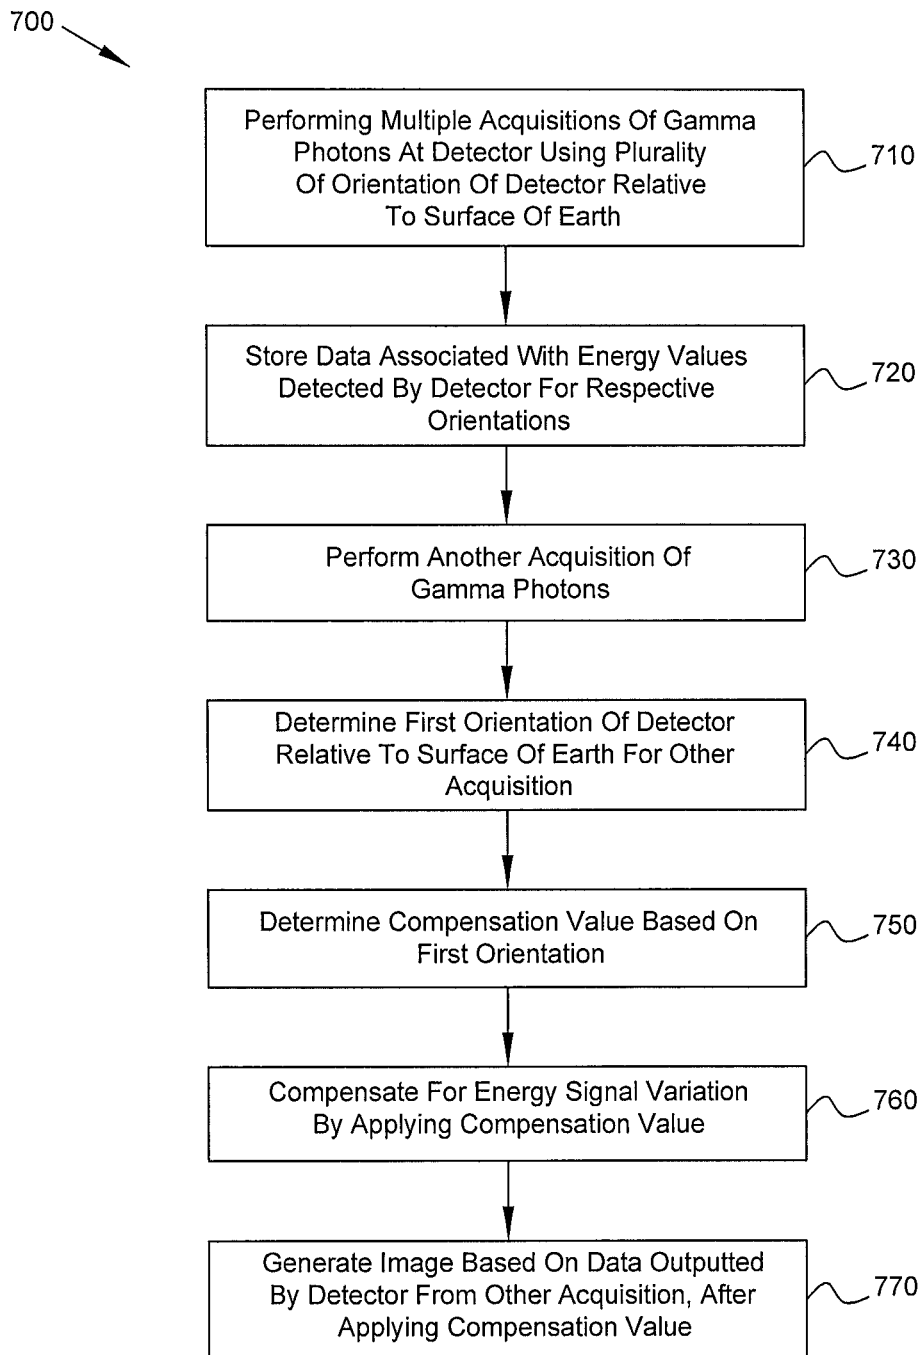 700
Performing Multiple Acquisitions Of Gamma
Photons At Detector Using Plurality
Of Orientation Of Detector Relative
To Surface Of Earth
710
Store Data Associated With Energy Values
Detected By Detector For Respective
Orientations
720
Perform Another Acquisition Of
Gamma Photons
730
Determine First Orientation Of Detector
Relative To Surface Of Earth For Other
Acquisition
740
Determine Compensation Value Based On
First Orientation
750
Compensate For Energy Signal Variation
By Applying Compensation Value
760
Generate Image Based On Data Outputted
By Detector From Other Acquisition, After
Applying Compensation Value
770